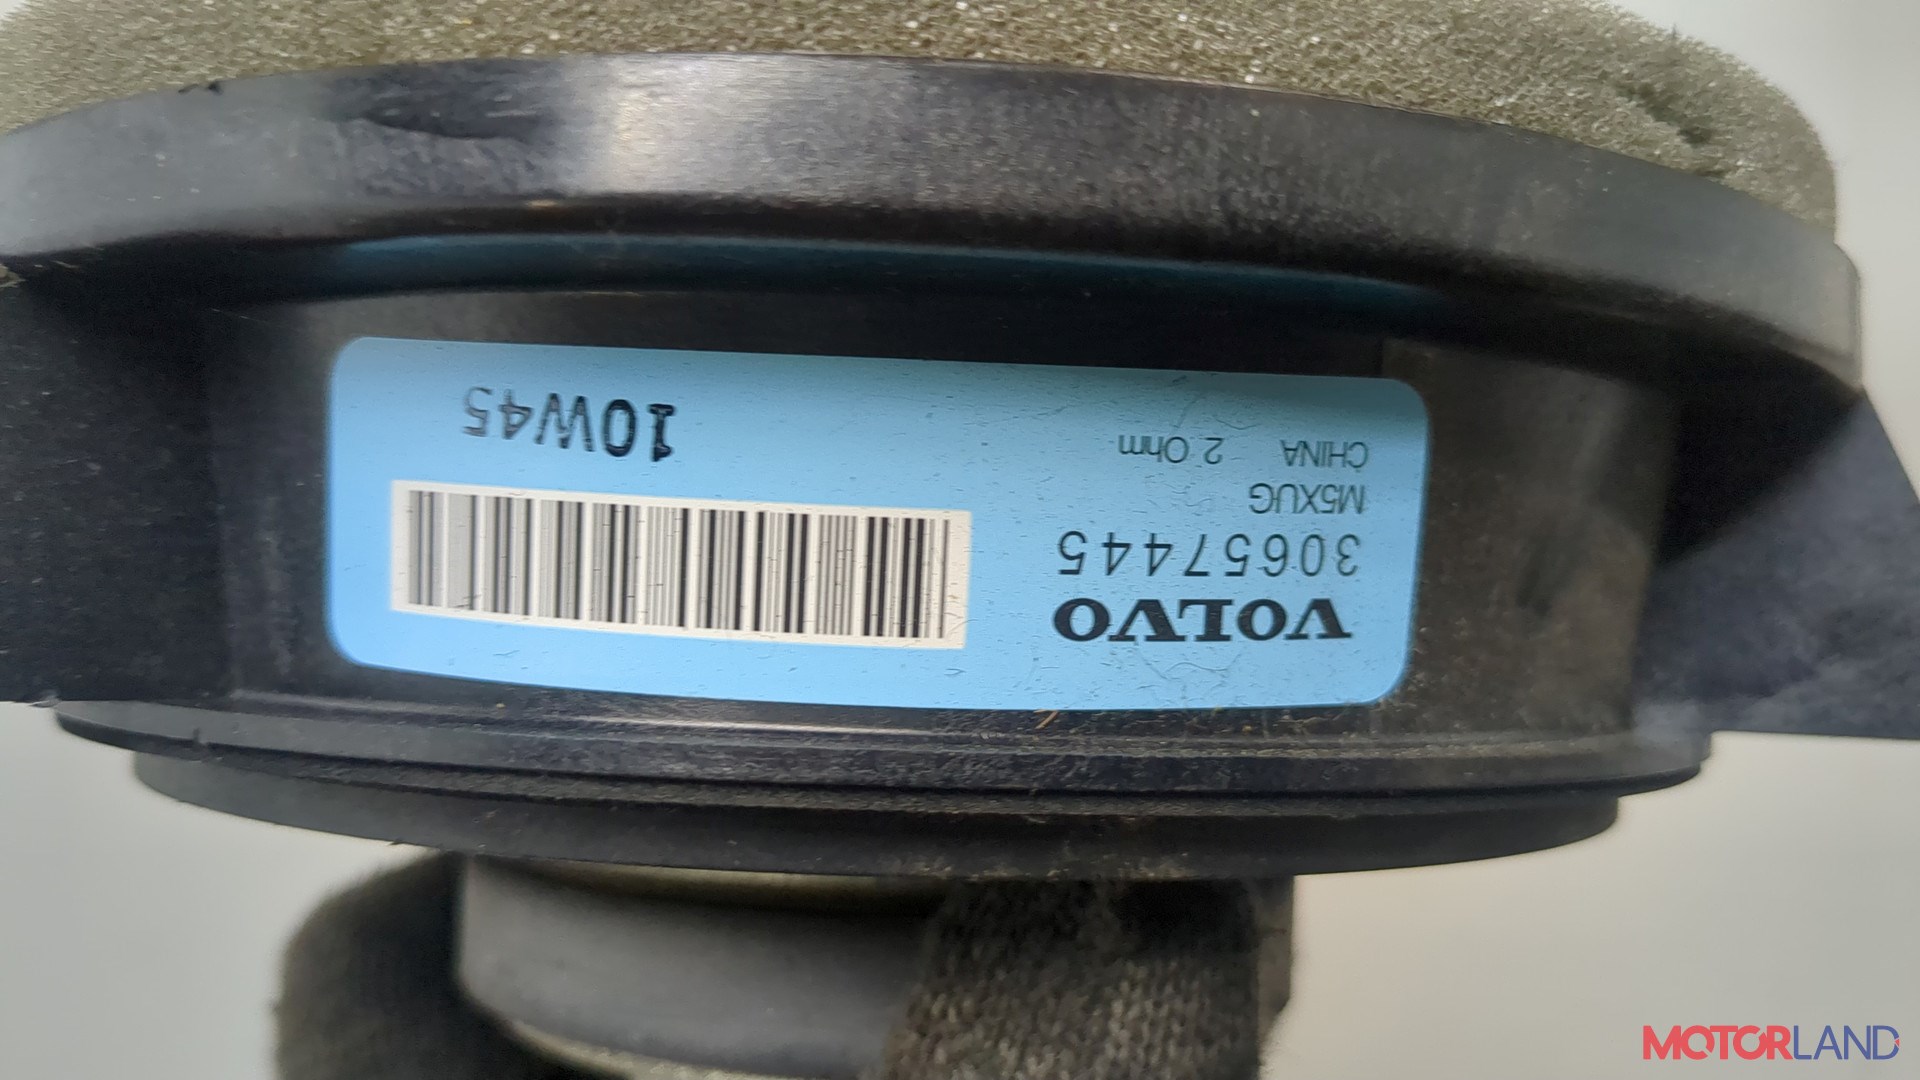 VOLVO
30657445
M5XUG
CHINA 2 Ohm
10W45
MOTORLAND